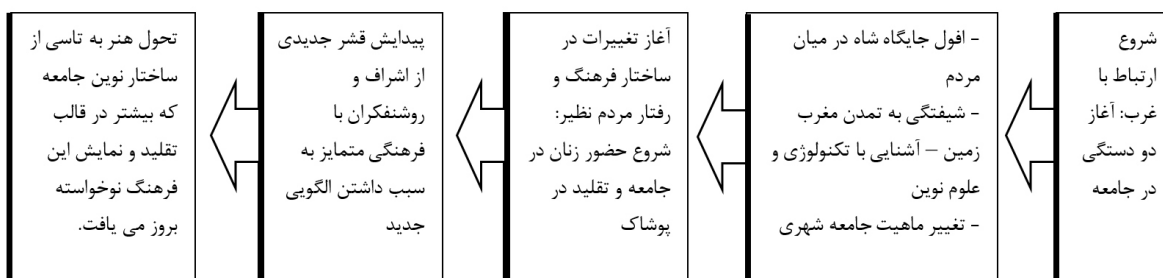 شروع
ارتباط با
غرب: آغاز
دو دستگی
در جامعه
- افول جایگاه شاه در میان
مردم
- شیفتگی به تمدن مغرب
زمین – آشنایی با تکنولوژی و
علوم نوین
- تغییر ماهیت جامعه شهری
آغاز تغییرات در
ساختار فرهنگ و
رفتار مردم نظیر:
شروع حضور زنان در
جامعه و تقلید در
پوشاک
پیدایش قشر جدیدی
از اشراف و
روشنفکران با
فرهنگی متمایز به
سبب داشتن الگویی
جدید
تحول هنر به تاسی از
ساختار نوین جامعه
که بیشتر در قالب
تقلید و نمایش این
فرهنگ نوخواسته
بروز می یافت.